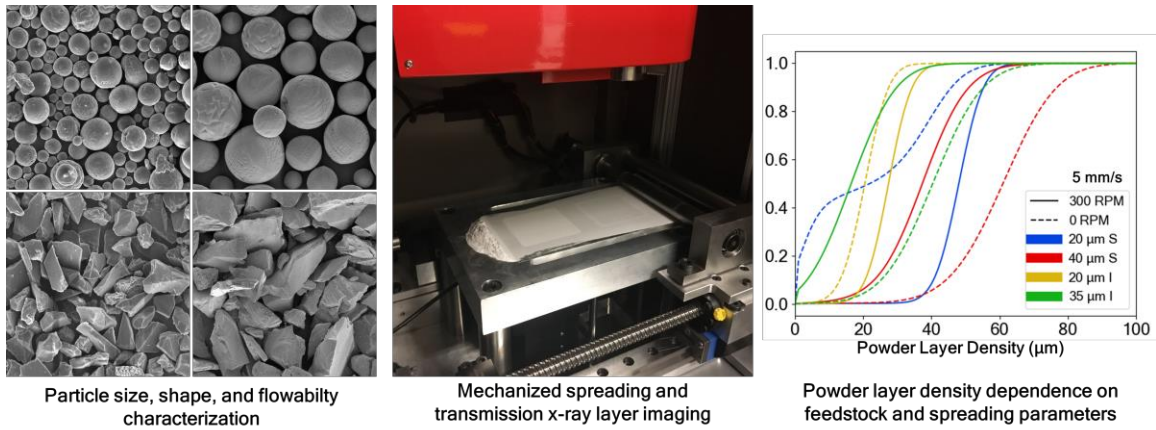 1.0
0.8
0.6
0.4
0.2
0.0
5 mm/s
300 RPM
0 RPM
20 µm S
40 µm S
20 µm I
35 µm I
0 20 40 60 80 100
Powder Layer Density (µm)
Particle size, shape, and flowabilty
characterization
Mechanized spreading and
transmission x-ray layer imaging
Powder layer density dependence on
feedstock and spreading parameters